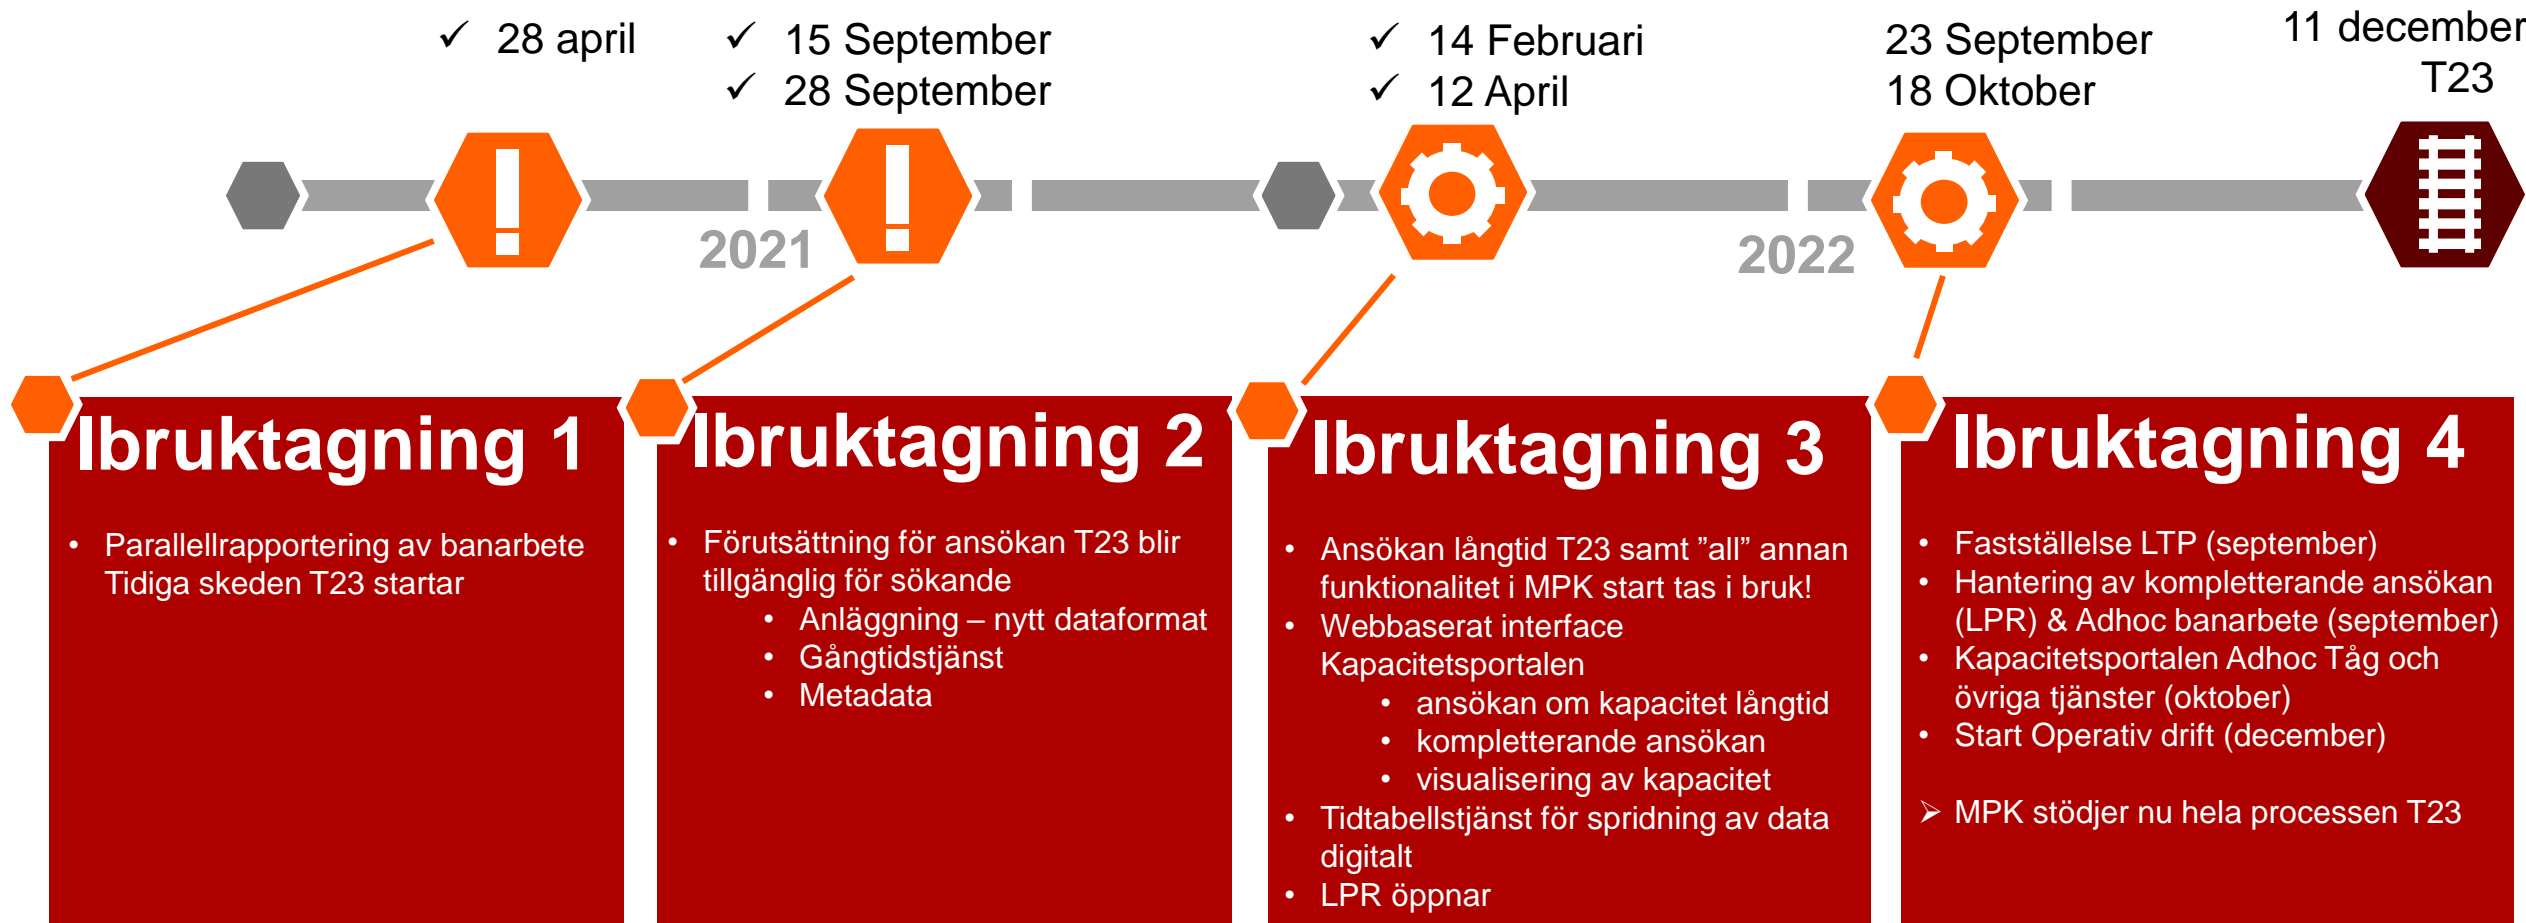 ✓ 28 april
✓ 15 September
✓ 28 September
✓ 14 Februari
✓ 12 April
23 September
18 Oktober
11 december
T23
2021
2022
Ibruktagning 1
• Parallellrapportering av banarbete
Tidiga skeden T23 startar
Ibruktagning 2
• Förutsättning för ansökan T23 blir
tillgänglig för sökande
• Anläggning – nytt dataformat
• Gångtidstjänst
• Metadata
Ibruktagning 3
• Ansökan långtid T23 samt ”all” annan
funktionalitet i MPK start tas i bruk!
• Webbaserat interface
Kapacitetsportalen
• ansökan om kapacitet långtid
• kompletterande ansökan
• visualisering av kapacitet
• Tidtabellstjänst för spridning av data
digitalt
• LPR öppnar
Ibruktagning 4
• Fastställelse LTP (september)
• Hantering av kompletterande ansökan
(LPR) & Adhoc banarbete (september)
• Kapacitetsportalen Adhoc Tåg och
övriga tjänster (oktober)
• Start Operativ drift (december)
➢ MPK stödjer nu hela processen T23